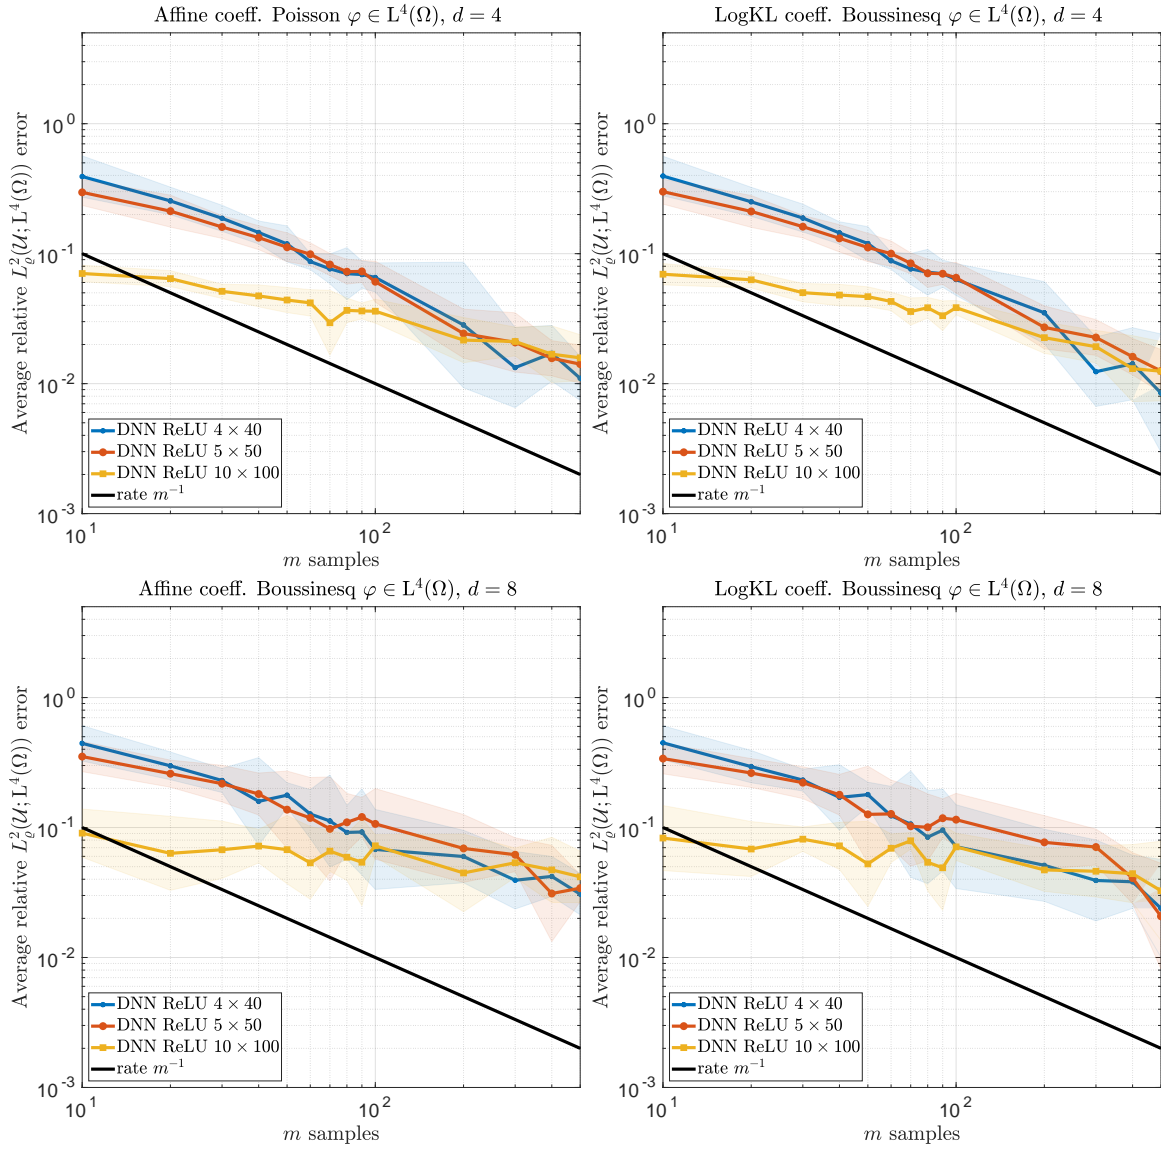 Affine coeff. Poisson φ ∈ L⁴(Ω), d = 4
Average relative L²_ϱ(𝒰; L⁴(Ω)) error
10⁰
10⁻¹
10⁻²
10⁻³
DNN ReLU 4 × 40
DNN ReLU 5 × 50
DNN ReLU 10 × 100
rate m⁻¹
10¹
10²
m samples
LogKL coeff. Boussinesq φ ∈ L⁴(Ω), d = 4
Average relative L²_ϱ(𝒰; L⁴(Ω)) error
10⁰
10⁻¹
10⁻²
10⁻³
DNN ReLU 4 × 40
DNN ReLU 5 × 50
DNN ReLU 10 × 100
rate m⁻¹
10¹
10²
m samples
Affine coeff. Boussinesq φ ∈ L⁴(Ω), d = 8
Average relative L²_ϱ(𝒰; L⁴(Ω)) error
10⁰
10⁻¹
10⁻²
10⁻³
DNN ReLU 4 × 40
DNN ReLU 5 × 50
DNN ReLU 10 × 100
rate m⁻¹
10¹
10²
m samples
LogKL coeff. Boussinesq φ ∈ L⁴(Ω), d = 8
Average relative L²_ϱ(𝒰; L⁴(Ω)) error
10⁰
10⁻¹
10⁻²
10⁻³
DNN ReLU 4 × 40
DNN ReLU 5 × 50
DNN ReLU 10 × 100
rate m⁻¹
10¹
10²
m samples